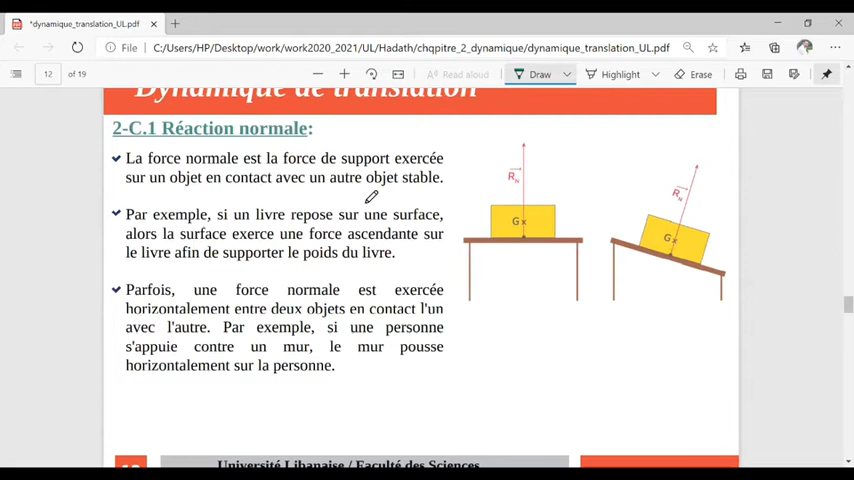 *dynamique_translation_UL.pdf
File
C:/Users/HP/Desktop/work/work2020_2021/UL/Hadath/chqpitre_2_dynamique/dynamique_translation_UL.pdf
12 of 19
Read aloud
Draw
Highlight
Erase
Dynamique de translation
2-C.1 Réaction normale:
La force normale est la force de support exercée
sur un objet en contact avec un autre objet stable.
Par exemple, si un livre repose sur une surface,
alors la surface exerce une force ascendante sur
le livre afin de supporter le poids du livre.
Parfois, une force normale est exercée
horizontalement entre deux objets en contact l'un
avec l'autre. Par exemple, si une personne
s'appuie contre un mur, le mur pousse
horizontalement sur la personne.
R_N
G x
R_N
G x
Université Libanaise / Faculté des Sciences